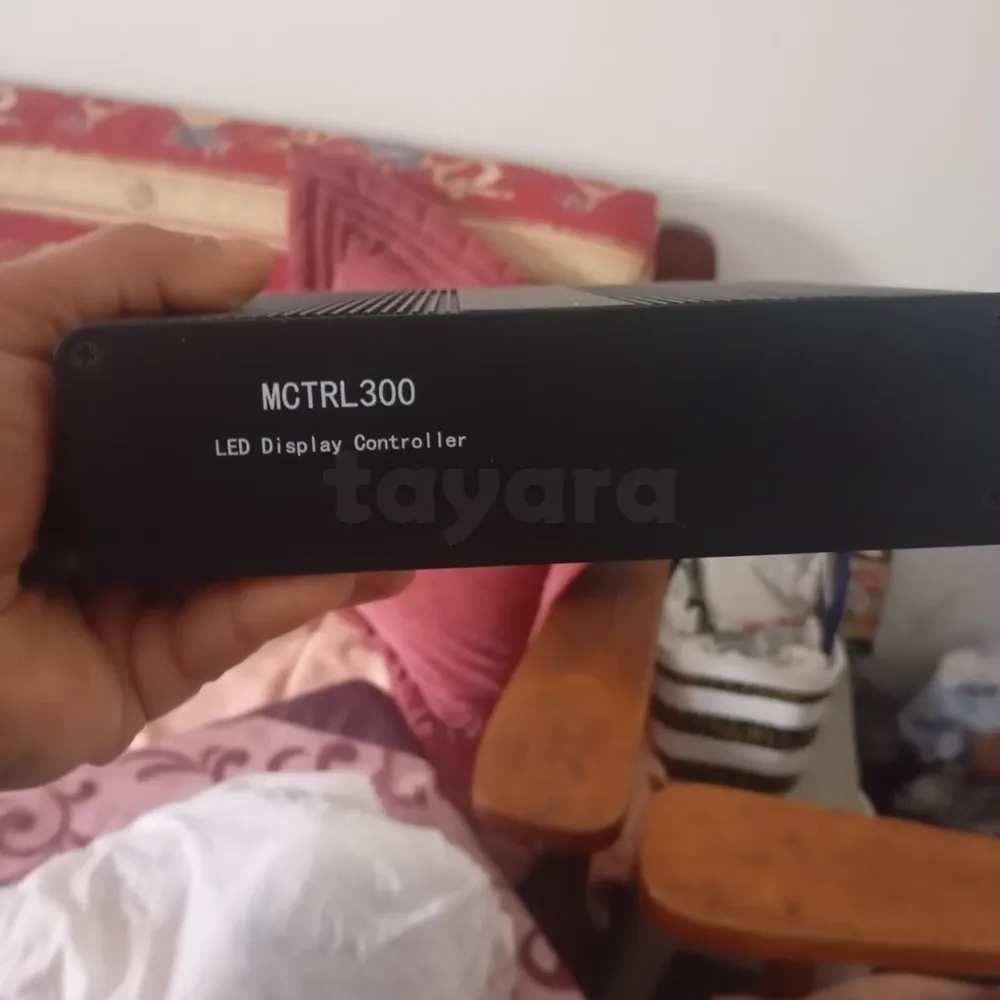 MCTRL300
LED Display Controller
tayara